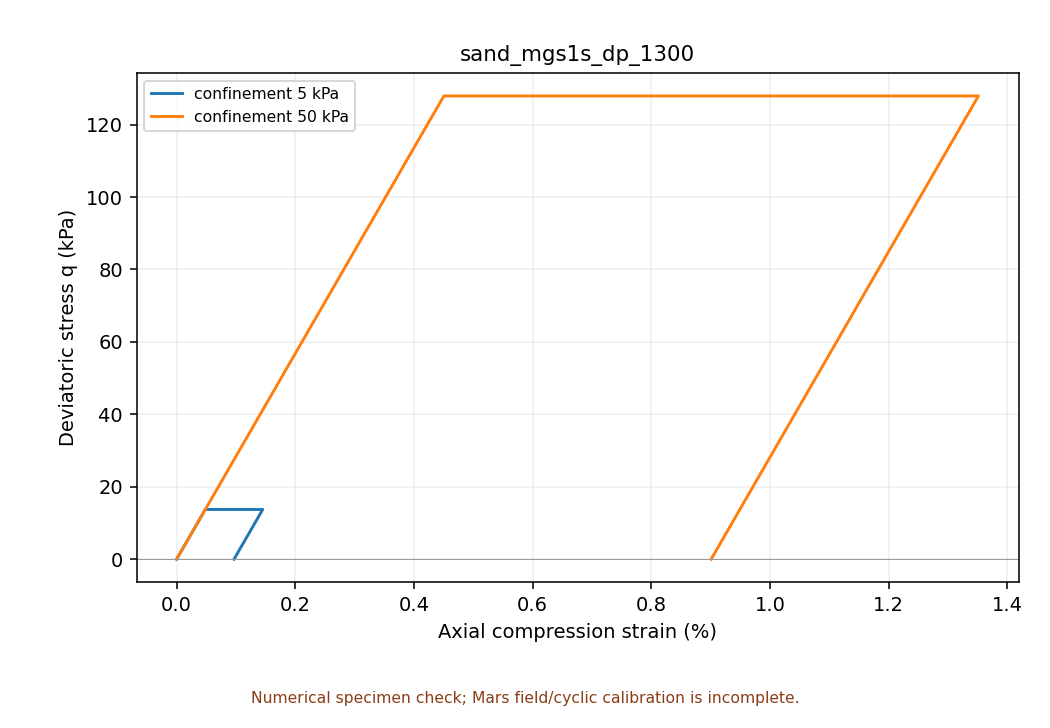 sand_mgs1s_dp_1300
confinement 5 kPa
confinement 50 kPa
Deviatoric stress q (kPa)
120
100
80
60
40
20
0
0.0 0.2 0.4 0.6 0.8 1.0 1.2 1.4
Axial compression strain (%)
Numerical specimen check; Mars field/cyclic calibration is incomplete.